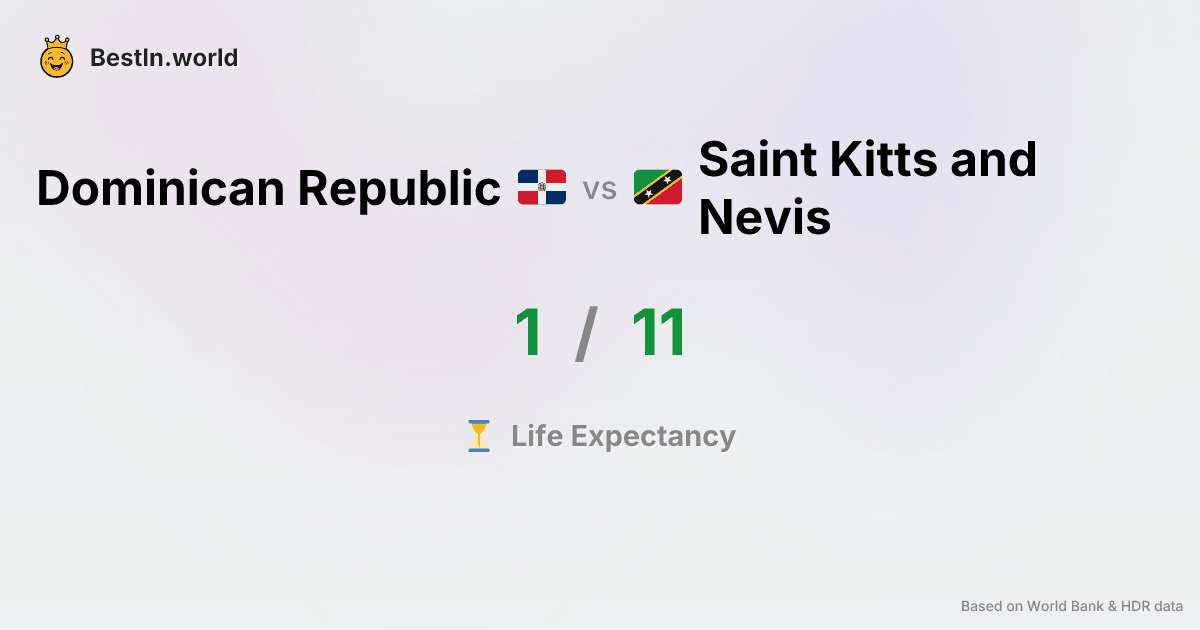 BestIn.world
Dominican Republic vs Saint Kitts and
Nevis
1 / 11
Life Expectancy
Based on World Bank & HDR data